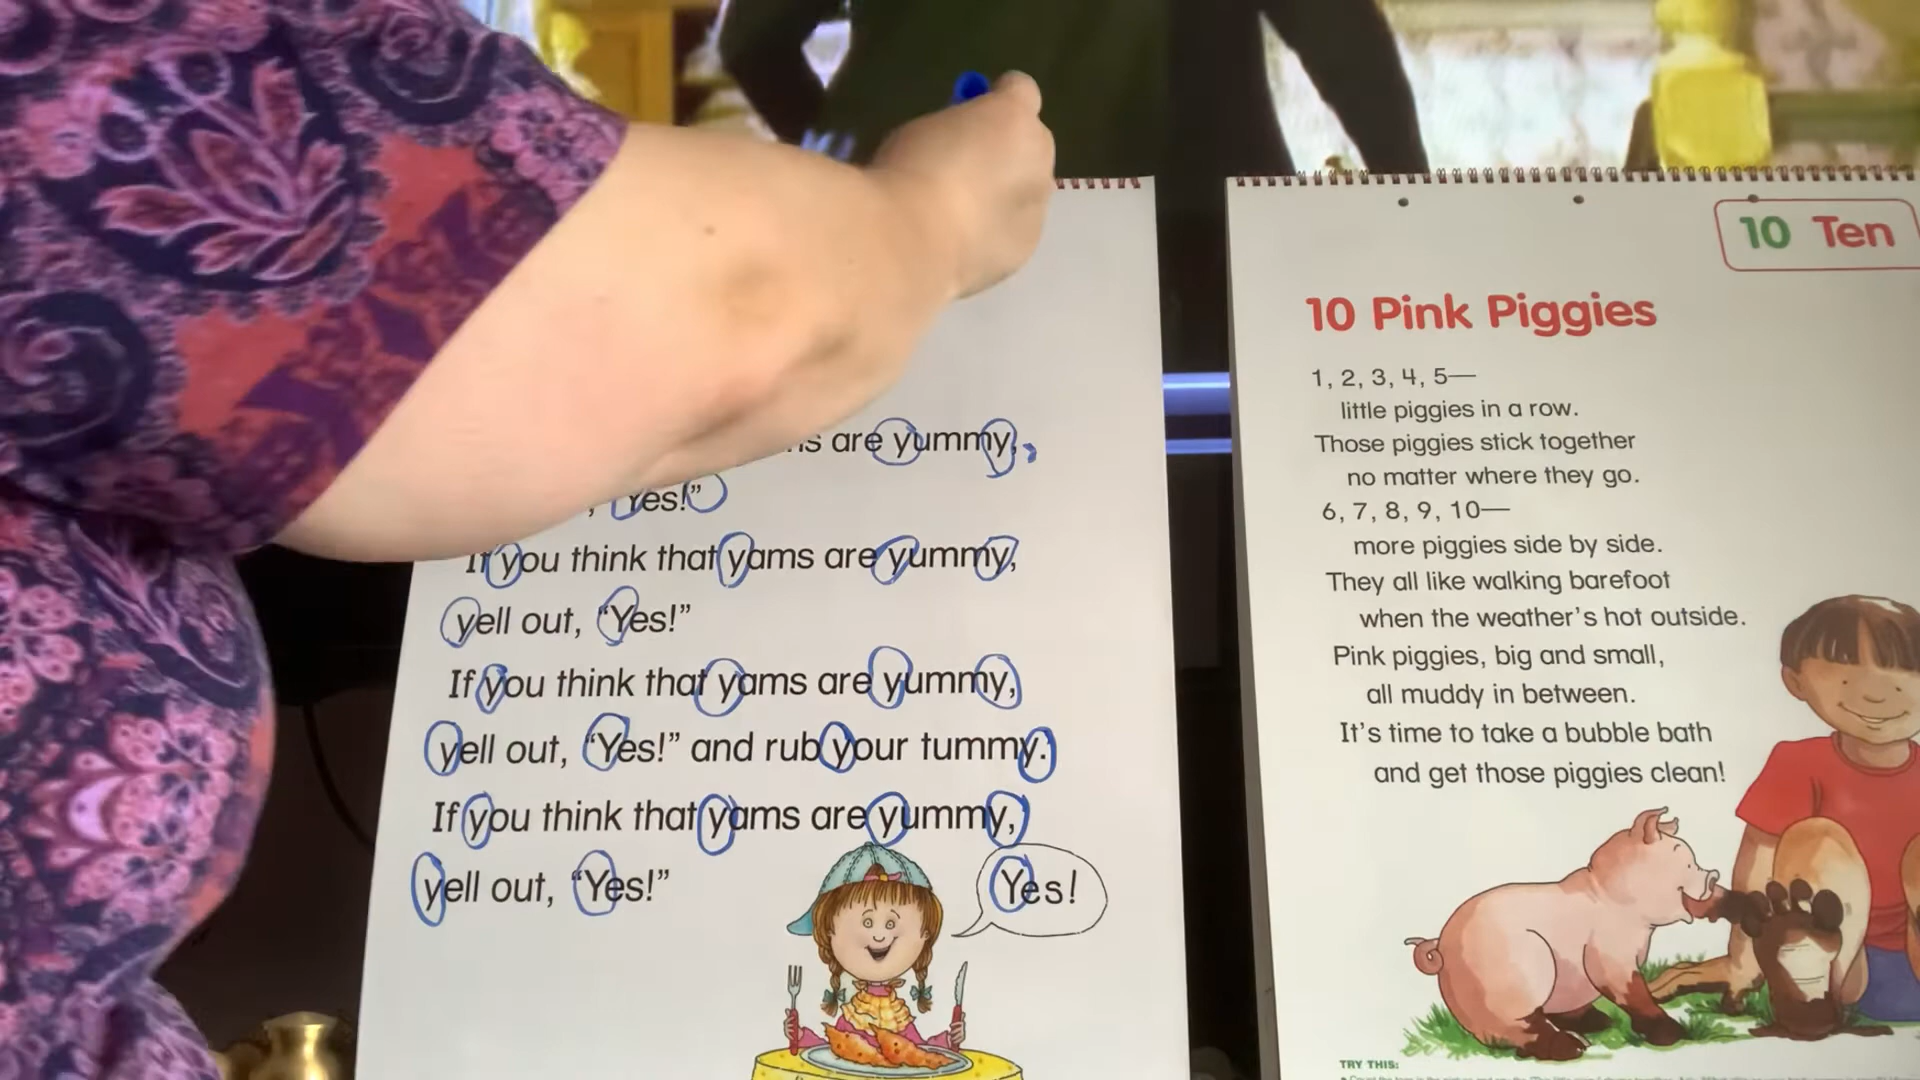 are yummy,,
, "Yes!"
If you think that yams are yummy,
yell out, "Yes!"
If you think that yams are yummy,
yell out, "Yes!" and rub your tummy.
If you think that yams are yummy,
yell out, "Yes!"
Yes!
10 Ten
10 Pink Piggies
1, 2, 3, 4, 5—
little piggies in a row.
Those piggies stick together
no matter where they go.
6, 7, 8, 9, 10—
more piggies side by side.
They all like walking barefoot
when the weather's hot outside.
Pink piggies, big and small,
all muddy in between.
It's time to take a bubble bath
and get those piggies clean!
TRY THIS: